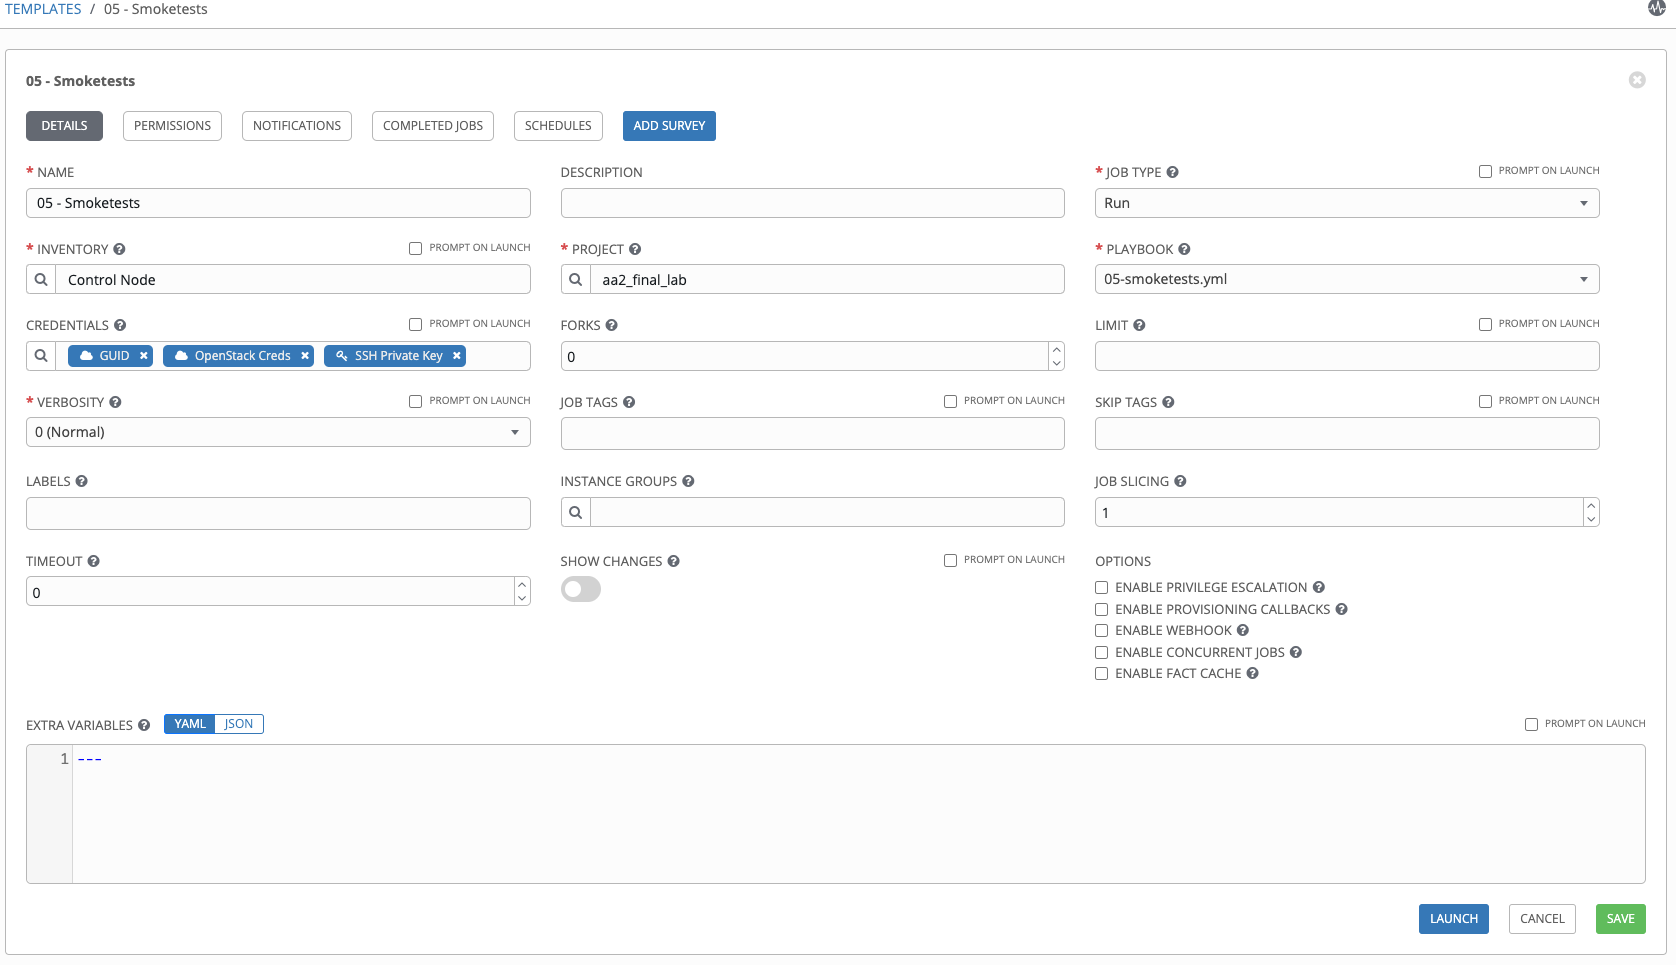 TEMPLATES / 05 - Smoketests
05 - Smoketests
DETAILS PERMISSIONS NOTIFICATIONS COMPLETED JOBS SCHEDULES ADD SURVEY
* NAME DESCRIPTION * JOB TYPE PROMPT ON LAUNCH
05 - Smoketests Run
* INVENTORY PROMPT ON LAUNCH * PROJECT * PLAYBOOK
Control Node aa2_final_lab 05-smoketests.yml
CREDENTIALS PROMPT ON LAUNCH FORKS LIMIT PROMPT ON LAUNCH
GUID OpenStack Creds SSH Private Key 0
* VERBOSITY PROMPT ON LAUNCH JOB TAGS PROMPT ON LAUNCH SKIP TAGS PROMPT ON LAUNCH
0 (Normal)
LABELS INSTANCE GROUPS JOB SLICING
1
TIMEOUT SHOW CHANGES PROMPT ON LAUNCH OPTIONS
0
ENABLE PRIVILEGE ESCALATION
ENABLE PROVISIONING CALLBACKS
ENABLE WEBHOOK
ENABLE CONCURRENT JOBS
ENABLE FACT CACHE
EXTRA VARIABLES YAML JSON PROMPT ON LAUNCH
1 ---
LAUNCH CANCEL SAVE